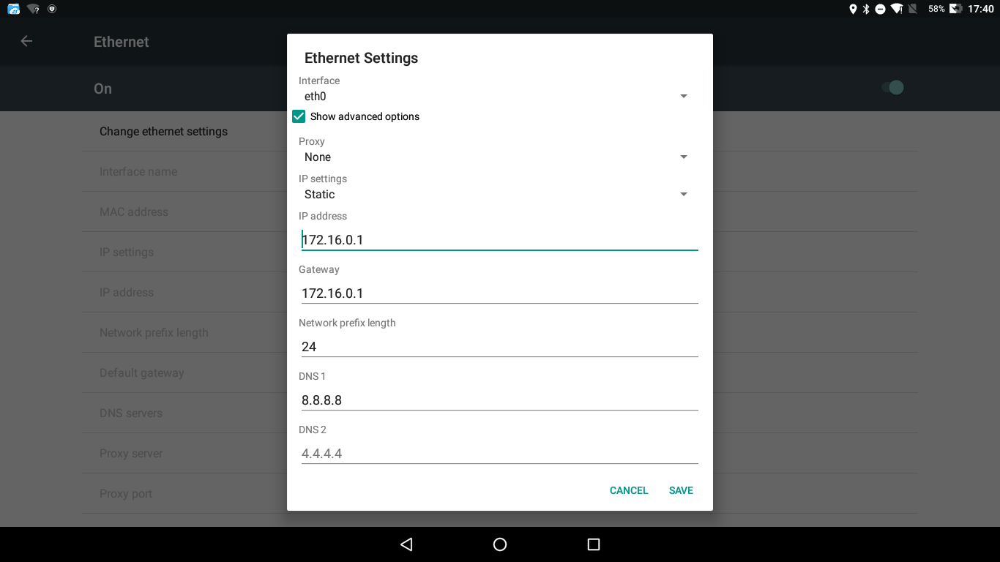 58%
17:40
Ethernet
On
Change ethernet settings
Interface name
MAC address
IP settings
IP address
Network prefix length
Default gateway
DNS servers
Proxy server
Proxy port
Ethernet Settings
Interface
eth0
Show advanced options
Proxy
None
IP settings
Static
IP address
172.16.0.1
Gateway
172.16.0.1
Network prefix length
24
DNS 1
8.8.8.8
DNS 2
4.4.4.4
CANCEL
SAVE